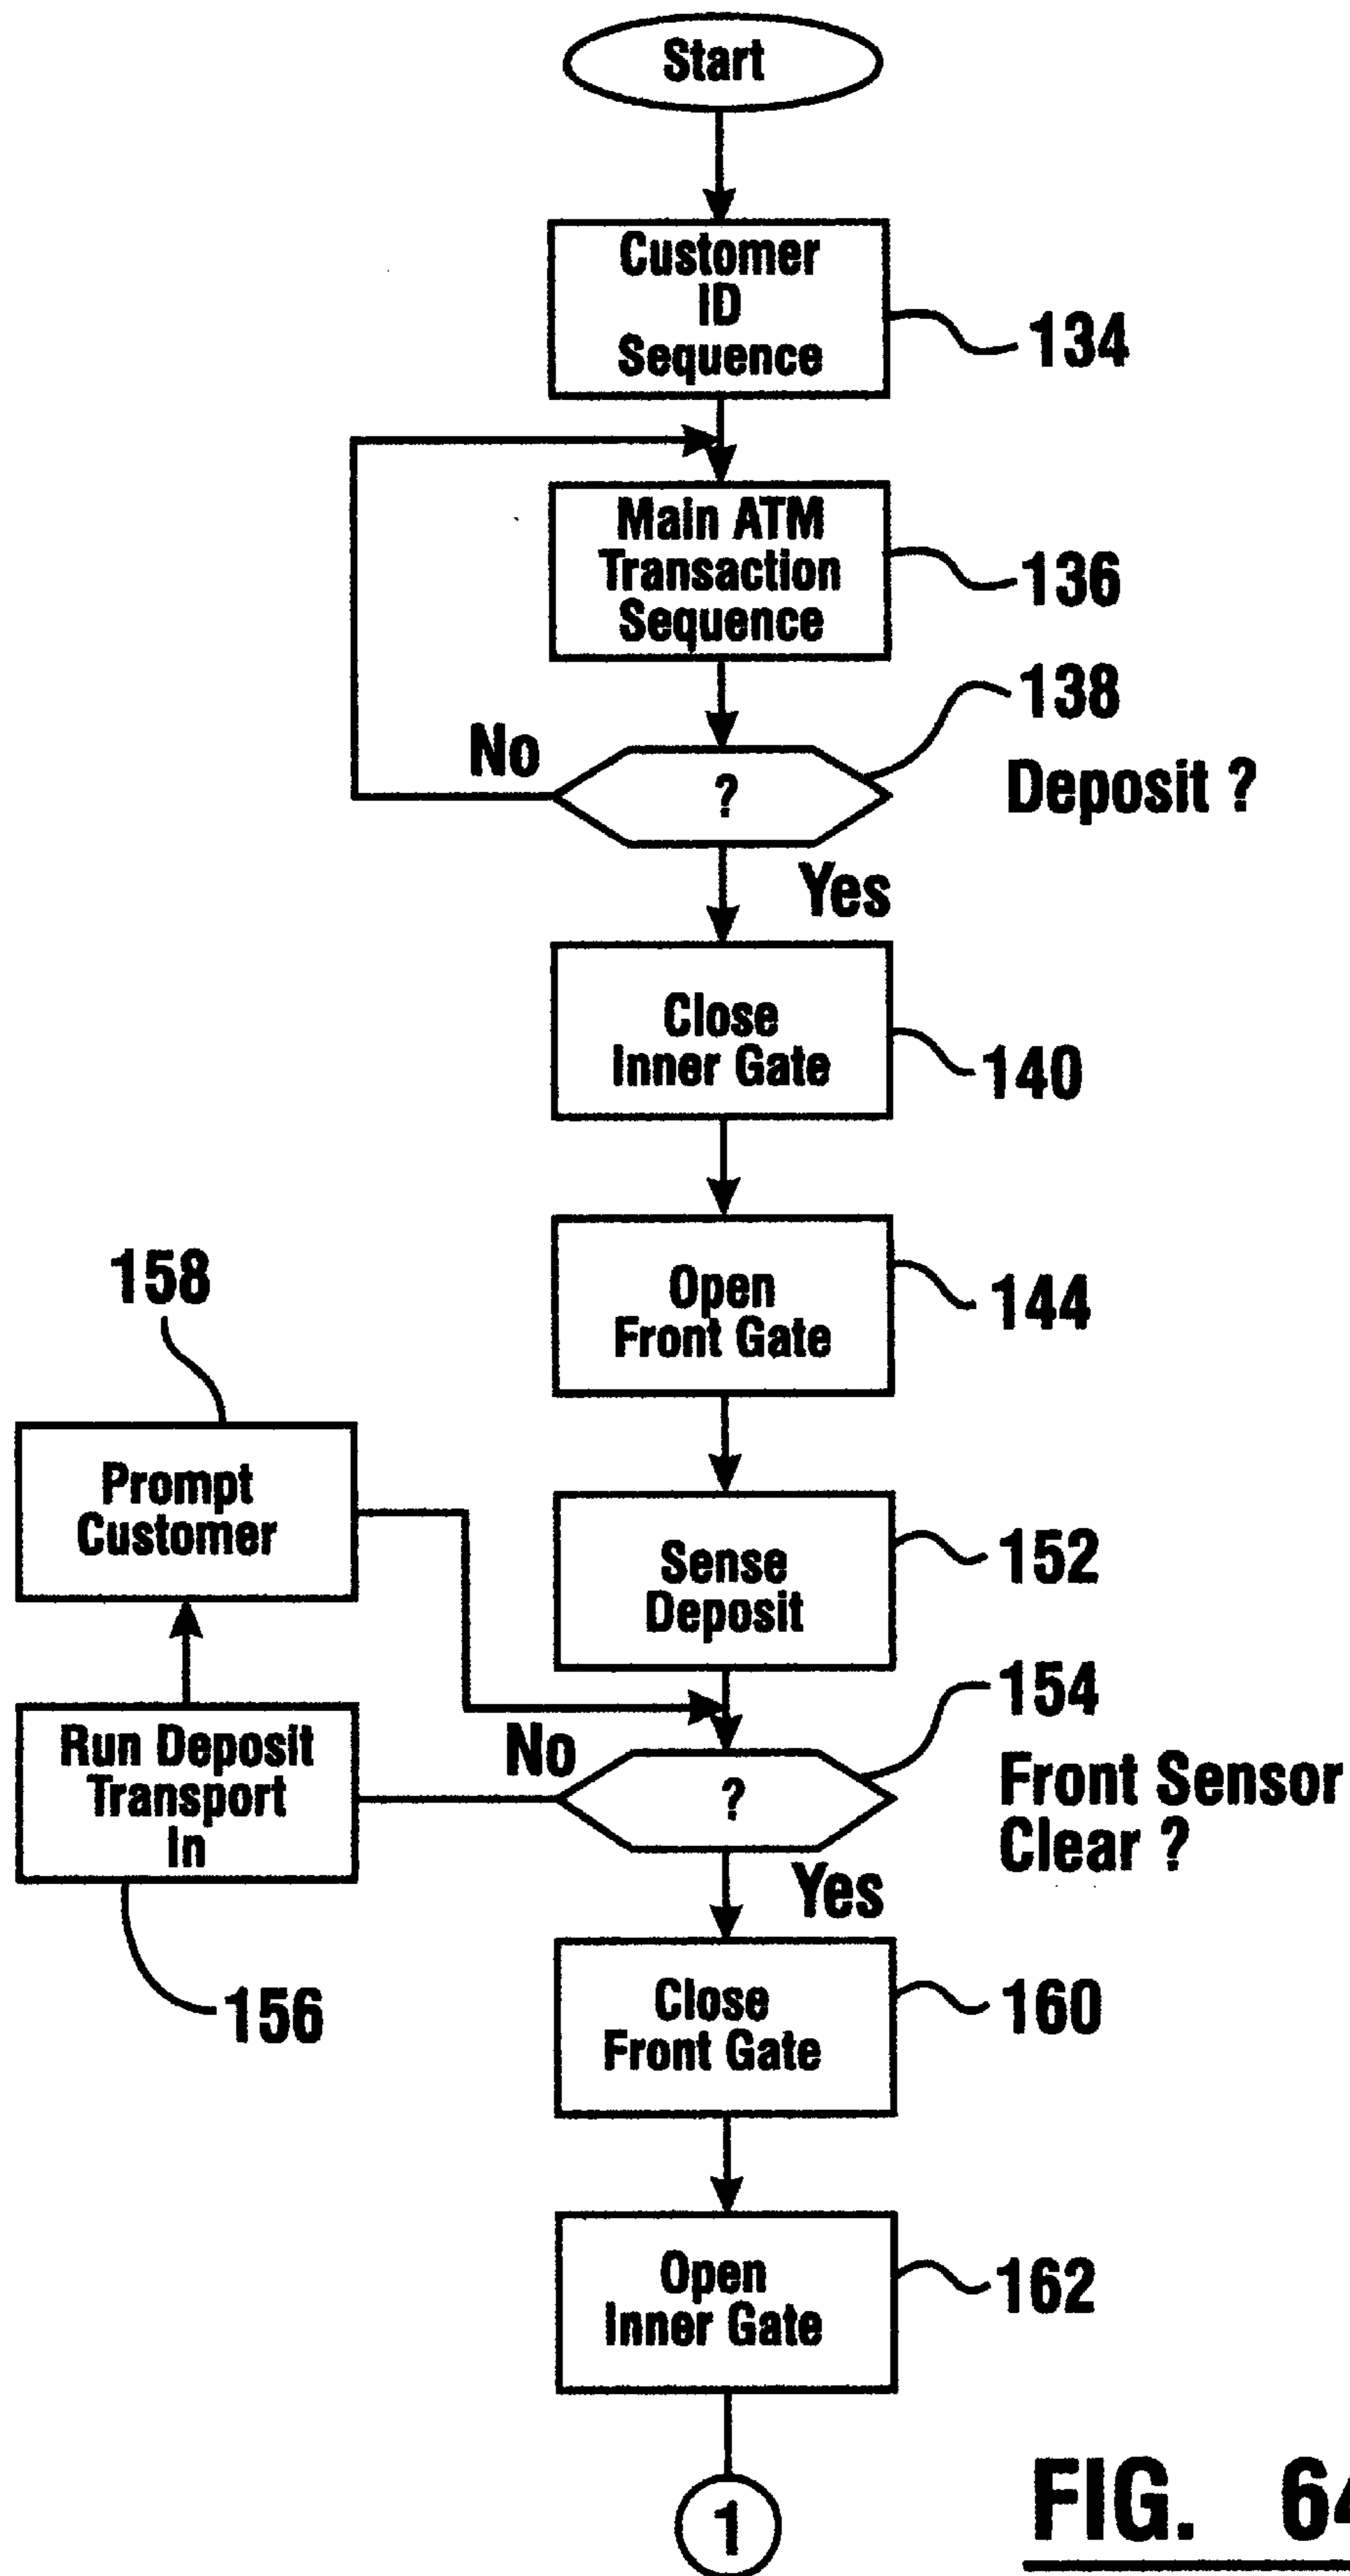 Start
Customer
ID
Sequence
134
Main ATM
Transaction
Sequence
136
138
No
?
Deposit ?
Yes
Close
Inner Gate
140
Open
Front Gate
144
158
Prompt
Customer
Sense
Deposit
152
154
Run Deposit
Transport
In
No
?
Front Sensor
Clear ?
Yes
156
Close
Front Gate
160
Open
Inner Gate
162
1
FIG. 64